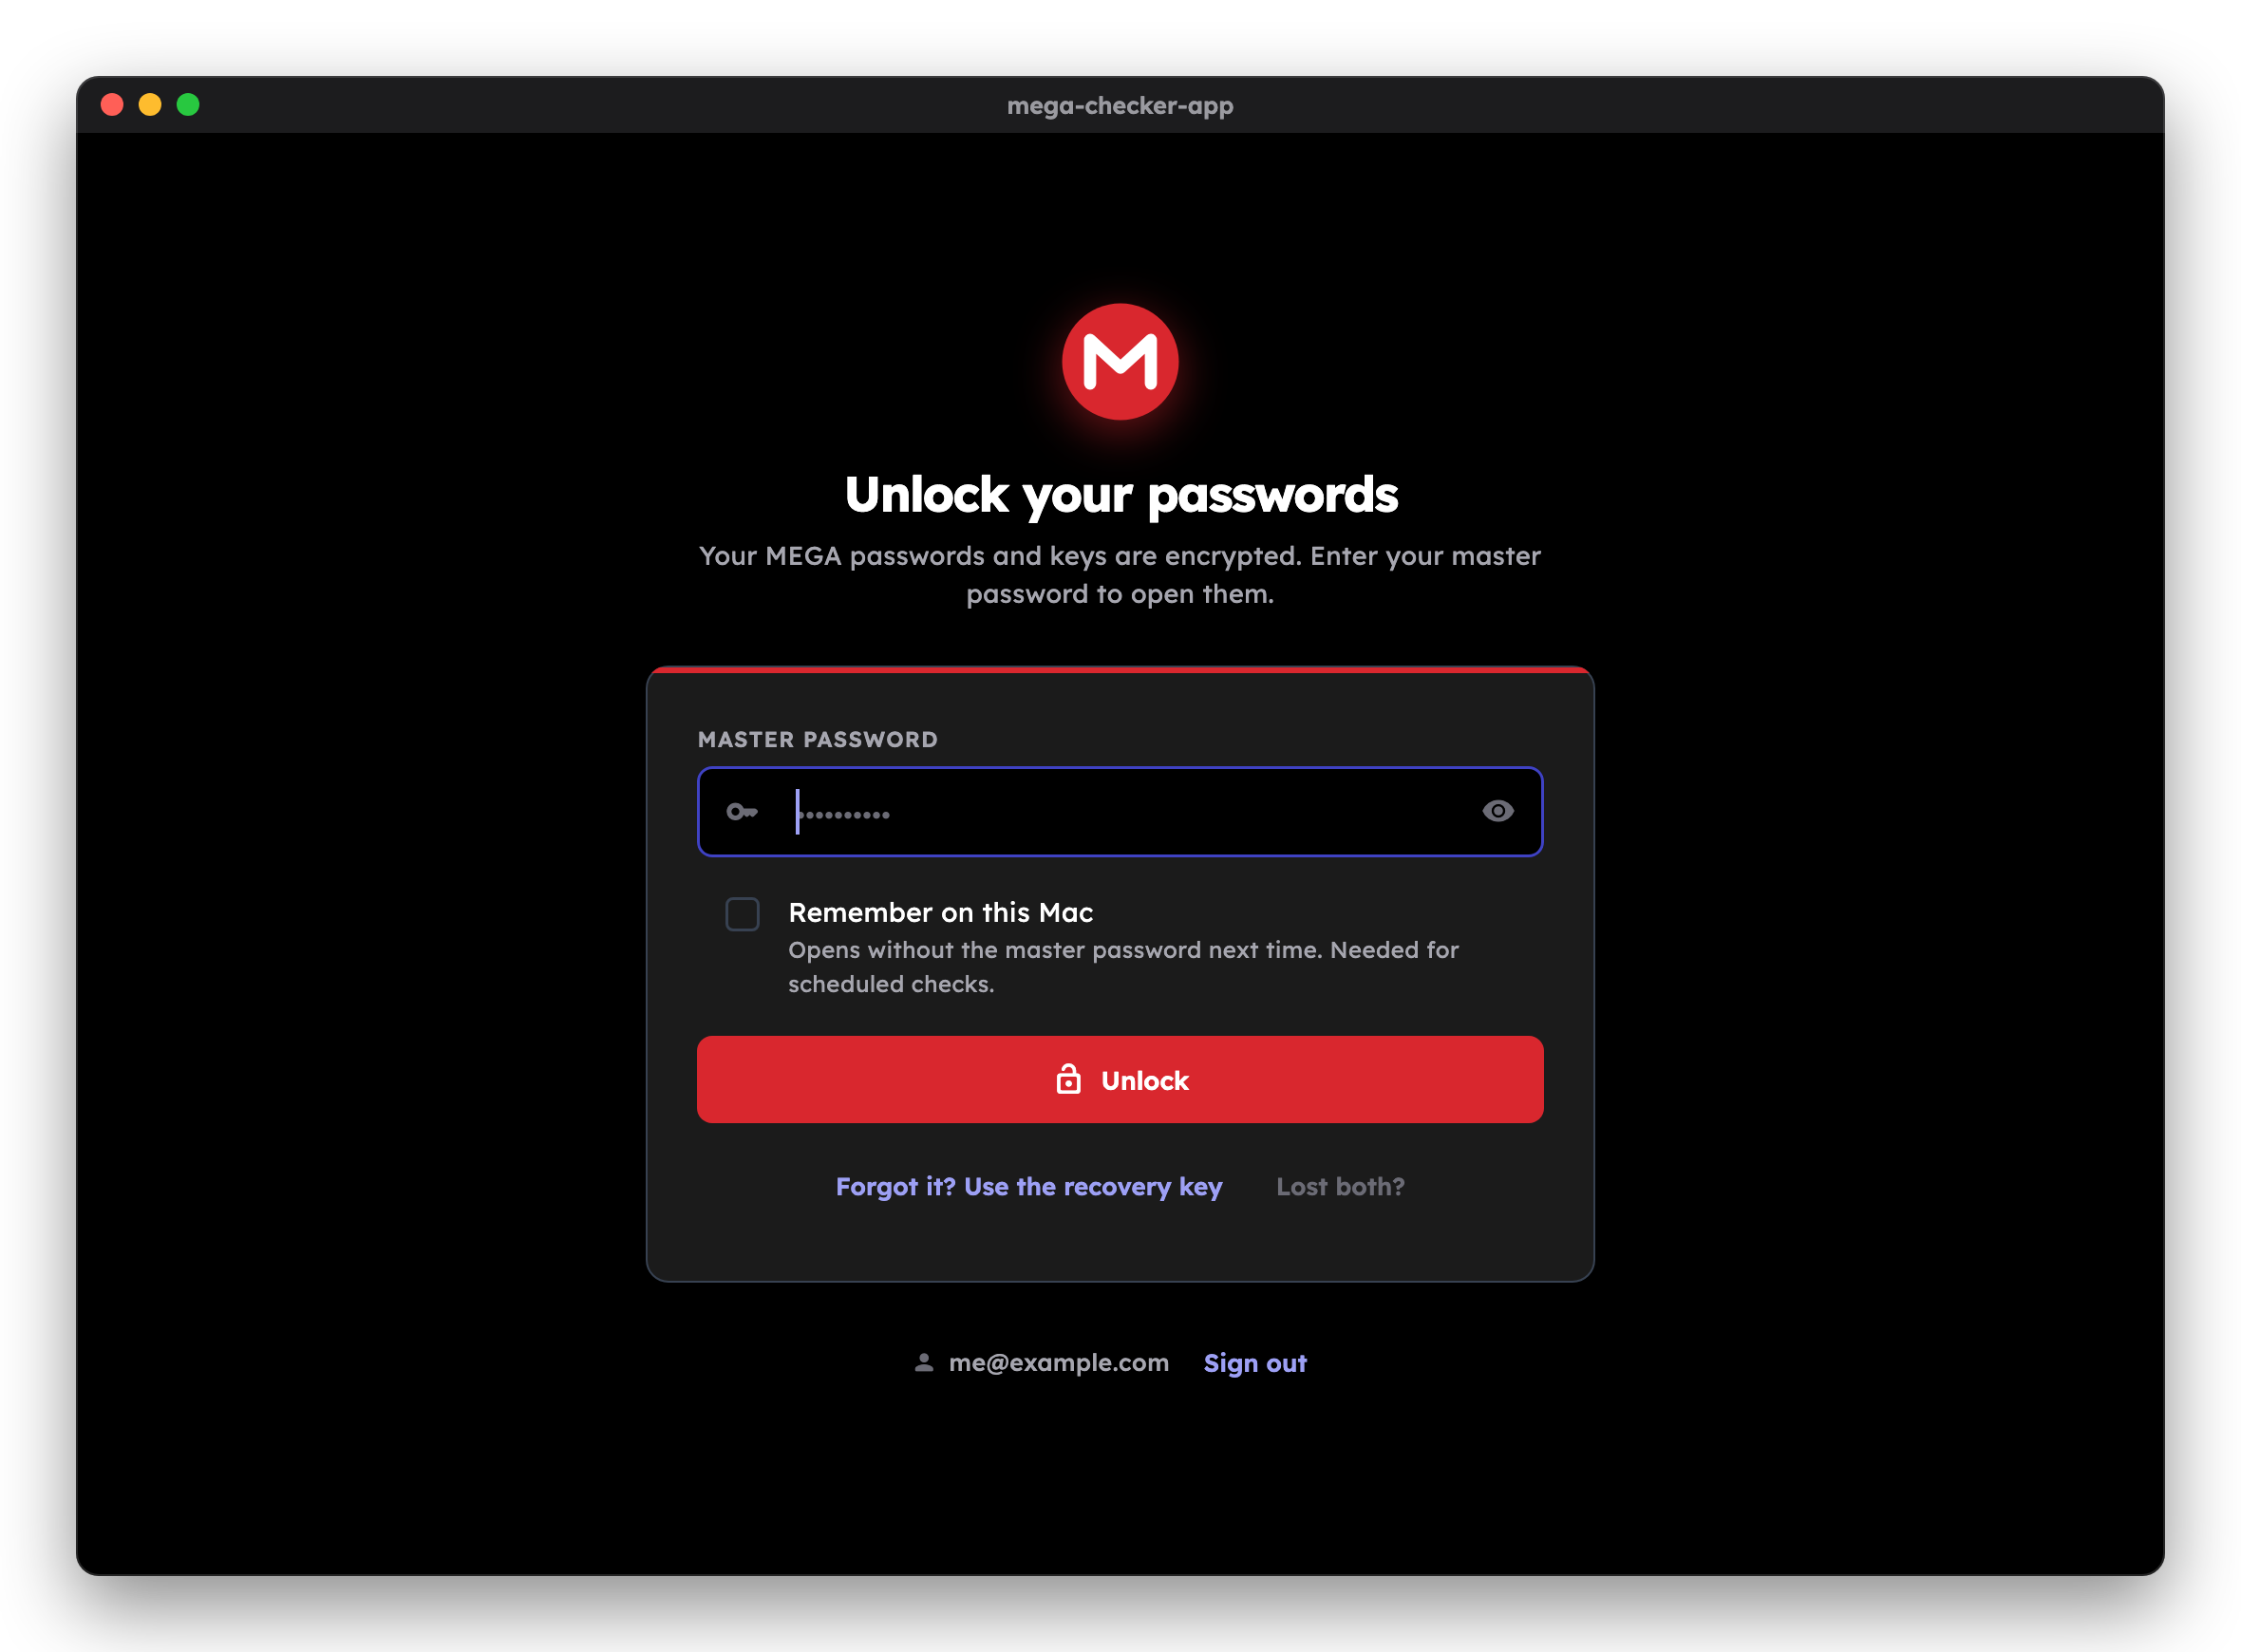 mega-checker-app
M
Unlock your passwords
Your MEGA passwords and keys are encrypted. Enter your master
password to open them.
MASTER PASSWORD
••••••••••
Remember on this Mac
Opens without the master password next time. Needed for
scheduled checks.
Unlock
Forgot it? Use the recovery key
Lost both?
me@example.com
Sign out